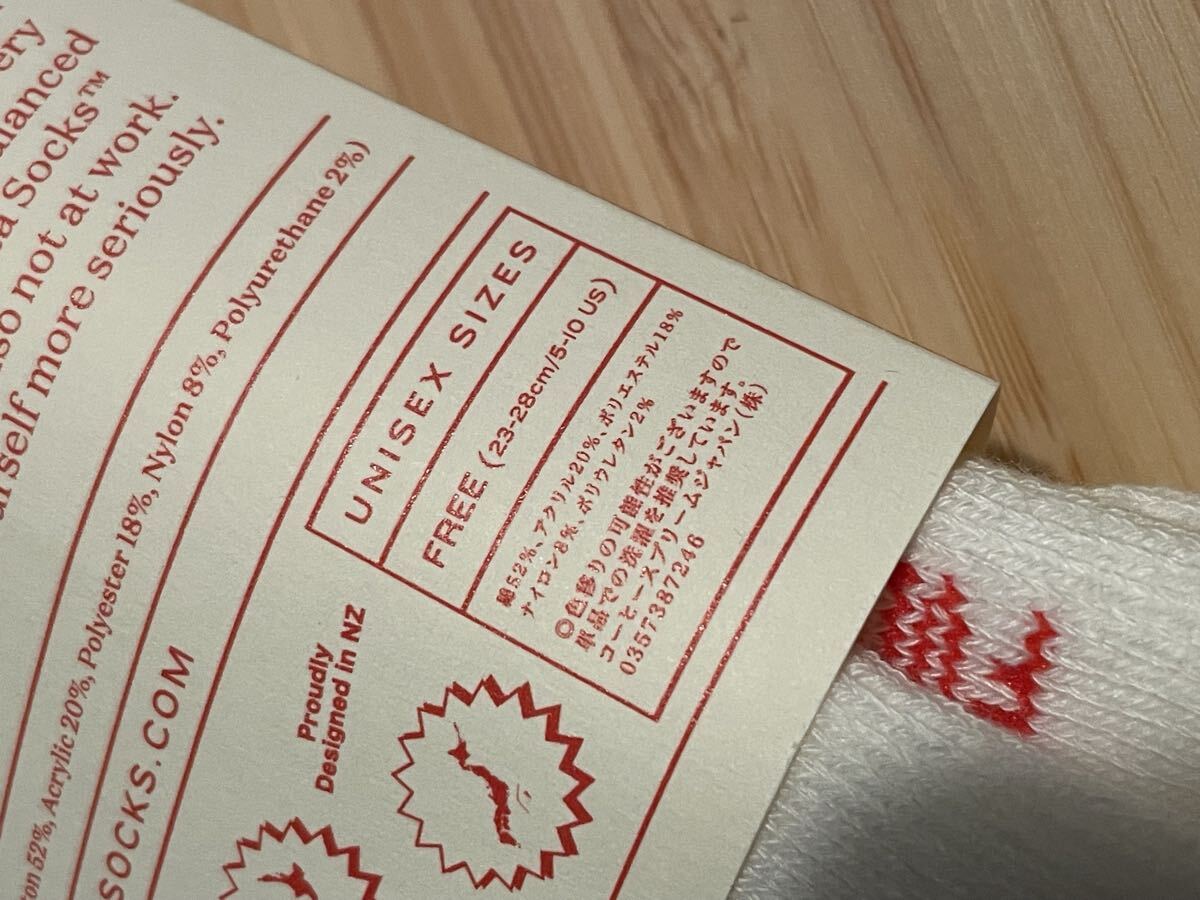 ery
alanced
a Socks™
so not at work.
self more seriously.
ton 52%, Acrylic 20%, Polyester 18%, Nylon 8%, Polyurethane 2%)
SOCKS.COM
UNISEX SIZES
FREE (23-28cm/5-10 US)
綿52%、アクリル20%、ポリエステル18%
ナイロン8%、ポリウレタン2%
◎色移りの可能性がございますので
単品での洗濯を推奨しています。
コーヒースプリームジャパン(株)
0357387246
Proudly
Designed in NZ